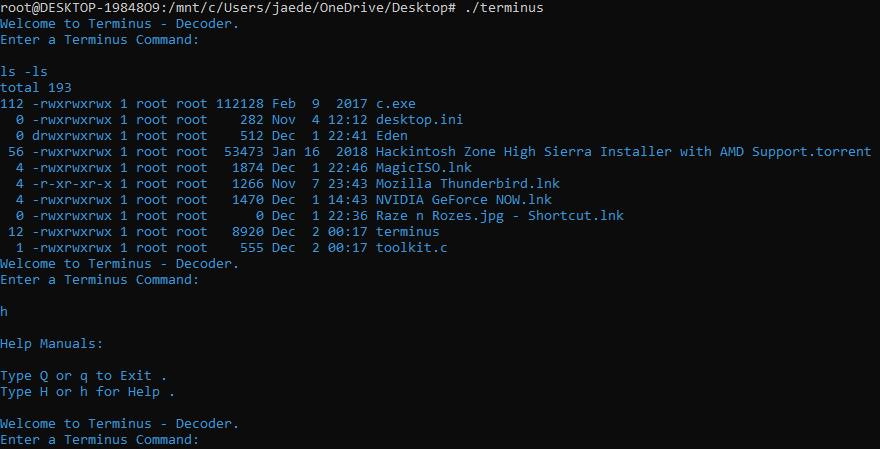 root@DESKTOP-1984809:/mnt/c/Users/jaede/OneDrive/Desktop# ./terminus
Welcome to Terminus - Decoder.
Enter a Terminus Command:
ls -ls
total 193
112 -rwxrwxrwx 1 root root 112128 Feb  9  2017 c.exe
  0 -rwxrwxrwx 1 root root    282 Nov  4 12:12 desktop.ini
  0 drwxrwxrwx 1 root root    512 Dec  1 22:41 Eden
 56 -rwxrwxrwx 1 root root  53473 Jan 16  2018 Hackintosh Zone High Sierra Installer with AMD Support.torrent
  4 -rwxrwxrwx 1 root root   1874 Dec  1 22:46 MagicISO.lnk
  4 -r-xr-xr-x 1 root root   1266 Nov  7 23:43 Mozilla Thunderbird.lnk
  4 -rwxrwxrwx 1 root root   1470 Dec  1 14:43 NVIDIA GeForce NOW.lnk
  0 -rwxrwxrwx 1 root root      0 Dec  1 22:36 Raze n Rozes.jpg - Shortcut.lnk
 12 -rwxrwxrwx 1 root root   8920 Dec  2 00:17 terminus
  1 -rwxrwxrwx 1 root root    555 Dec  2 00:17 toolkit.c
Welcome to Terminus - Decoder.
Enter a Terminus Command:
h
Help Manuals:
Type Q or q to Exit .
Type H or h for Help .
Welcome to Terminus - Decoder.
Enter a Terminus Command: